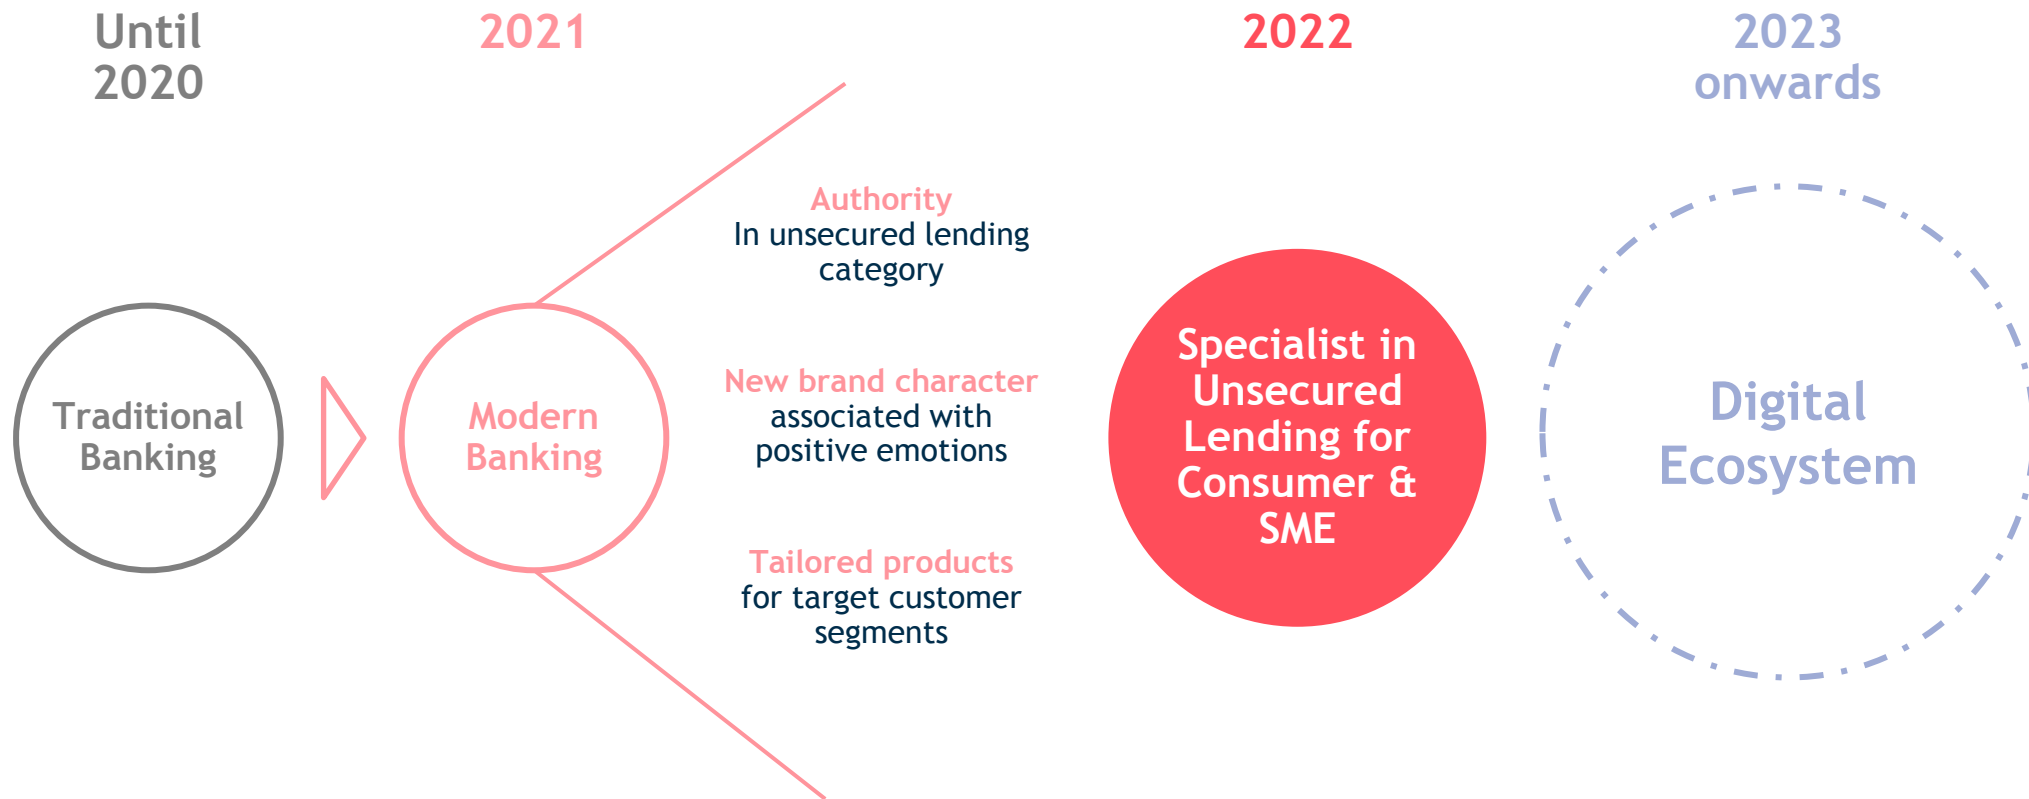 Until
2020
2021
2022
2023
onwards
Traditional
Banking
Modern
Banking
Authority
In unsecured lending
category
New brand character
associated with
positive emotions
Tailored products
for target customer
segments
Specialist in
Unsecured
Lending for
Consumer &
SME
Digital
Ecosystem